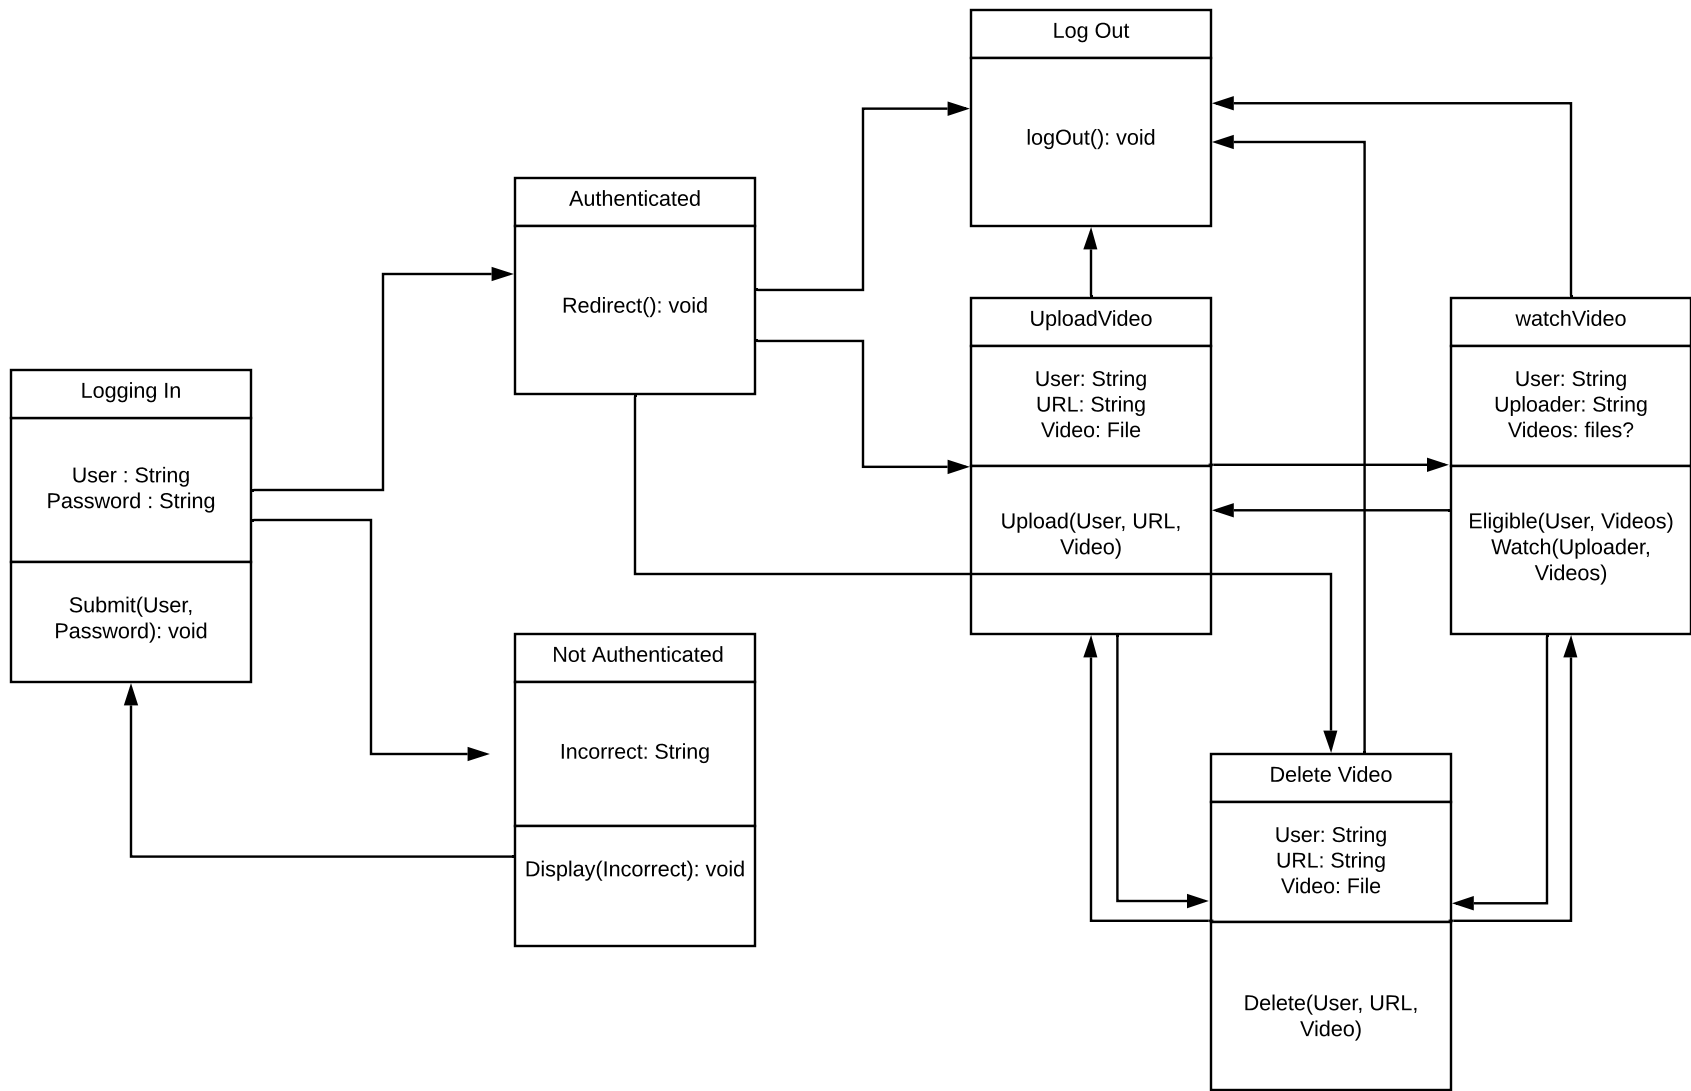 Log Out
logOut(): void
Authenticated
Redirect(): void
UploadVideo
User: String
URL: String
Video: File
Upload(User, URL,
Video)
watchVideo
User: String
Uploader: String
Videos: files?
Eligible(User, Videos)
Watch(Uploader,
Videos)
Logging In
User : String
Password : String
Submit(User,
Password): void
Not Authenticated
Incorrect: String
Display(Incorrect): void
Delete Video
User: String
URL: String
Video: File
Delete(User, URL,
Video)